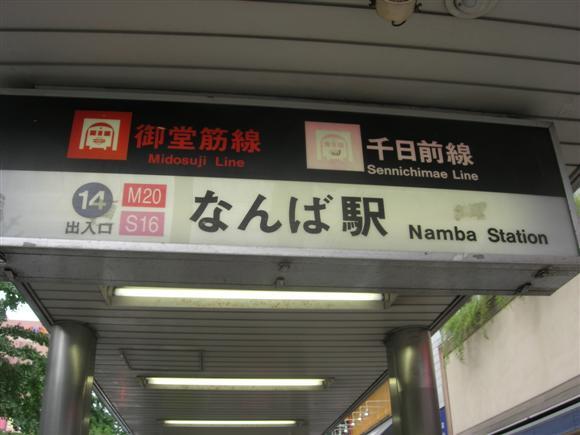 御堂筋線
Midosuji Line
千日前線
Sennichimae Line
14
出入口
M20
S16
なんば駅
Namba Station